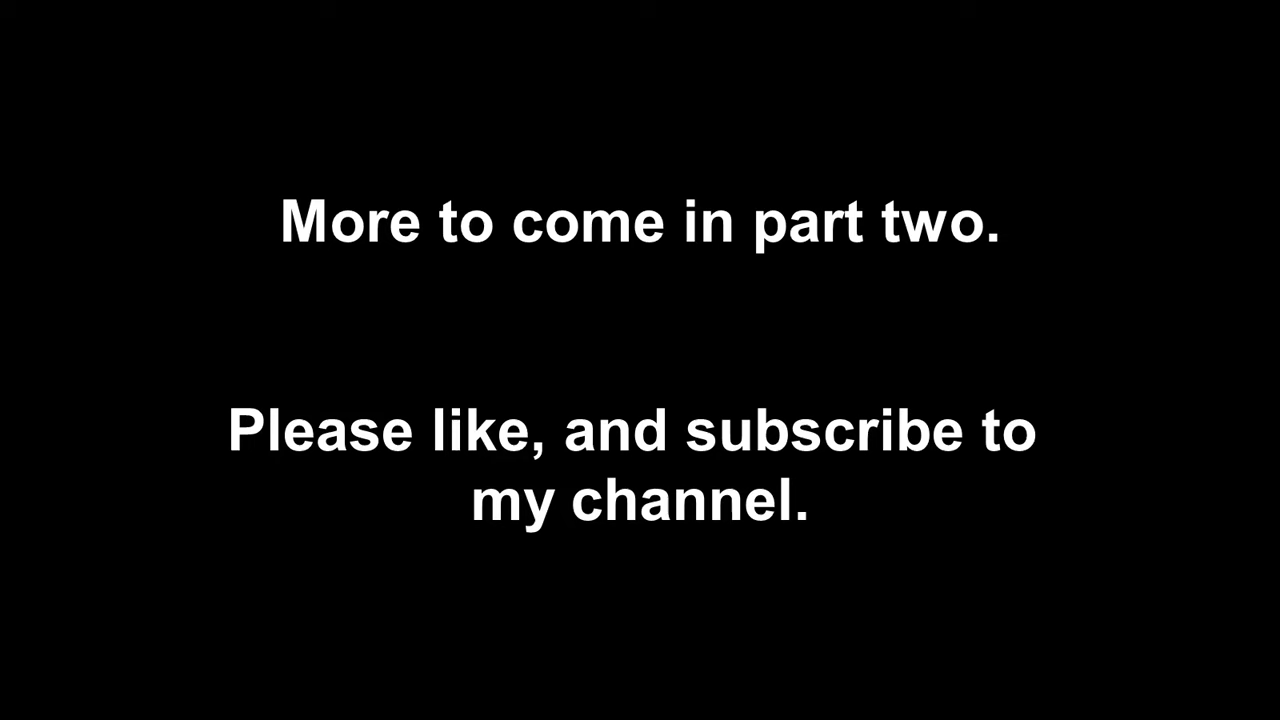 More to come in part two.
Please like, and subscribe to
my channel.